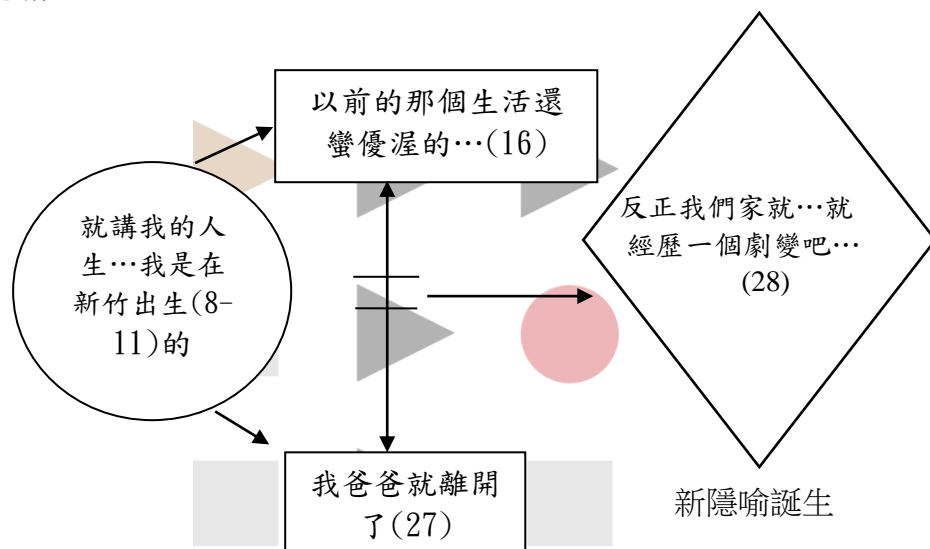 以前的那個生活還
蠻優渥的…(16)
就講我的人
生…我是在
新竹出生(8-
11)的
反正我們家就…就
經歷一個劇變吧…
(28)
我爸爸就離開
了(27)
新隱喻誕生